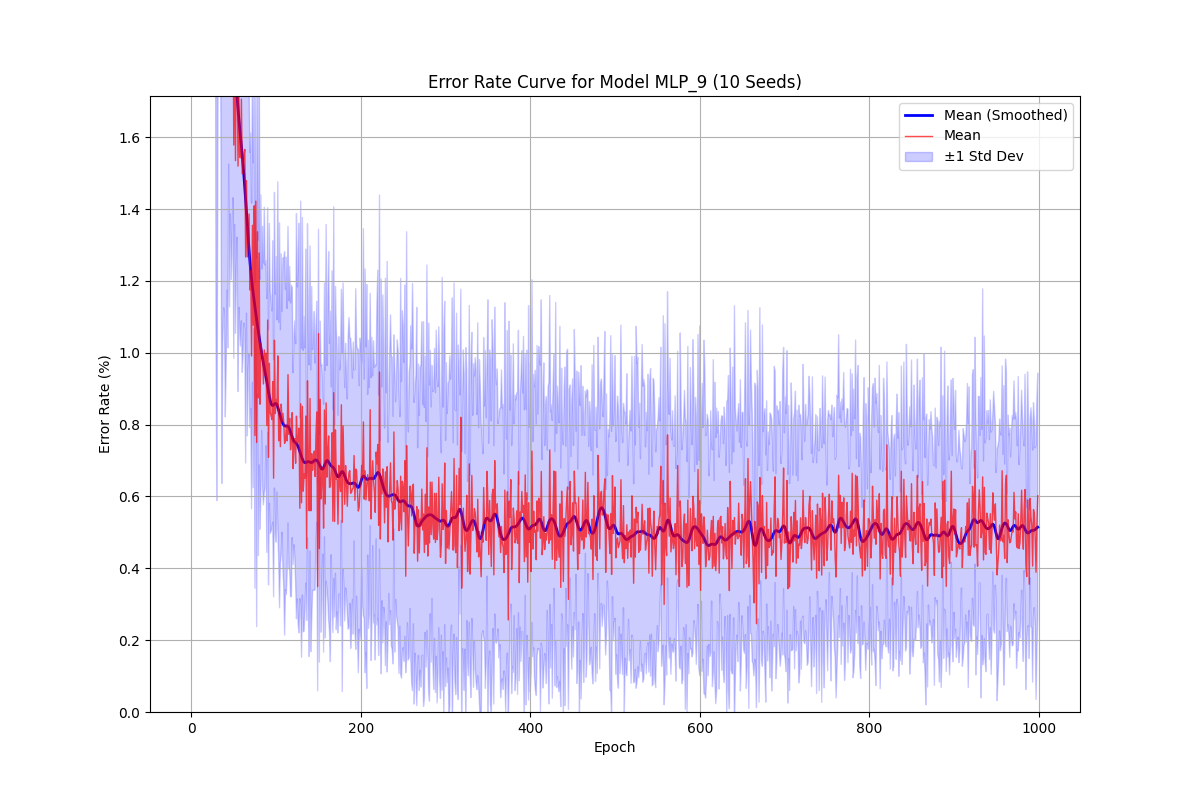 Error Rate Curve for Model MLP_9 (10 Seeds)
Mean (Smoothed)
Mean
±1 Std Dev
Error Rate (%)
1.6
1.4
1.2
1.0
0.8
0.6
0.4
0.2
0.0
0 200 400 600 800 1000
Epoch